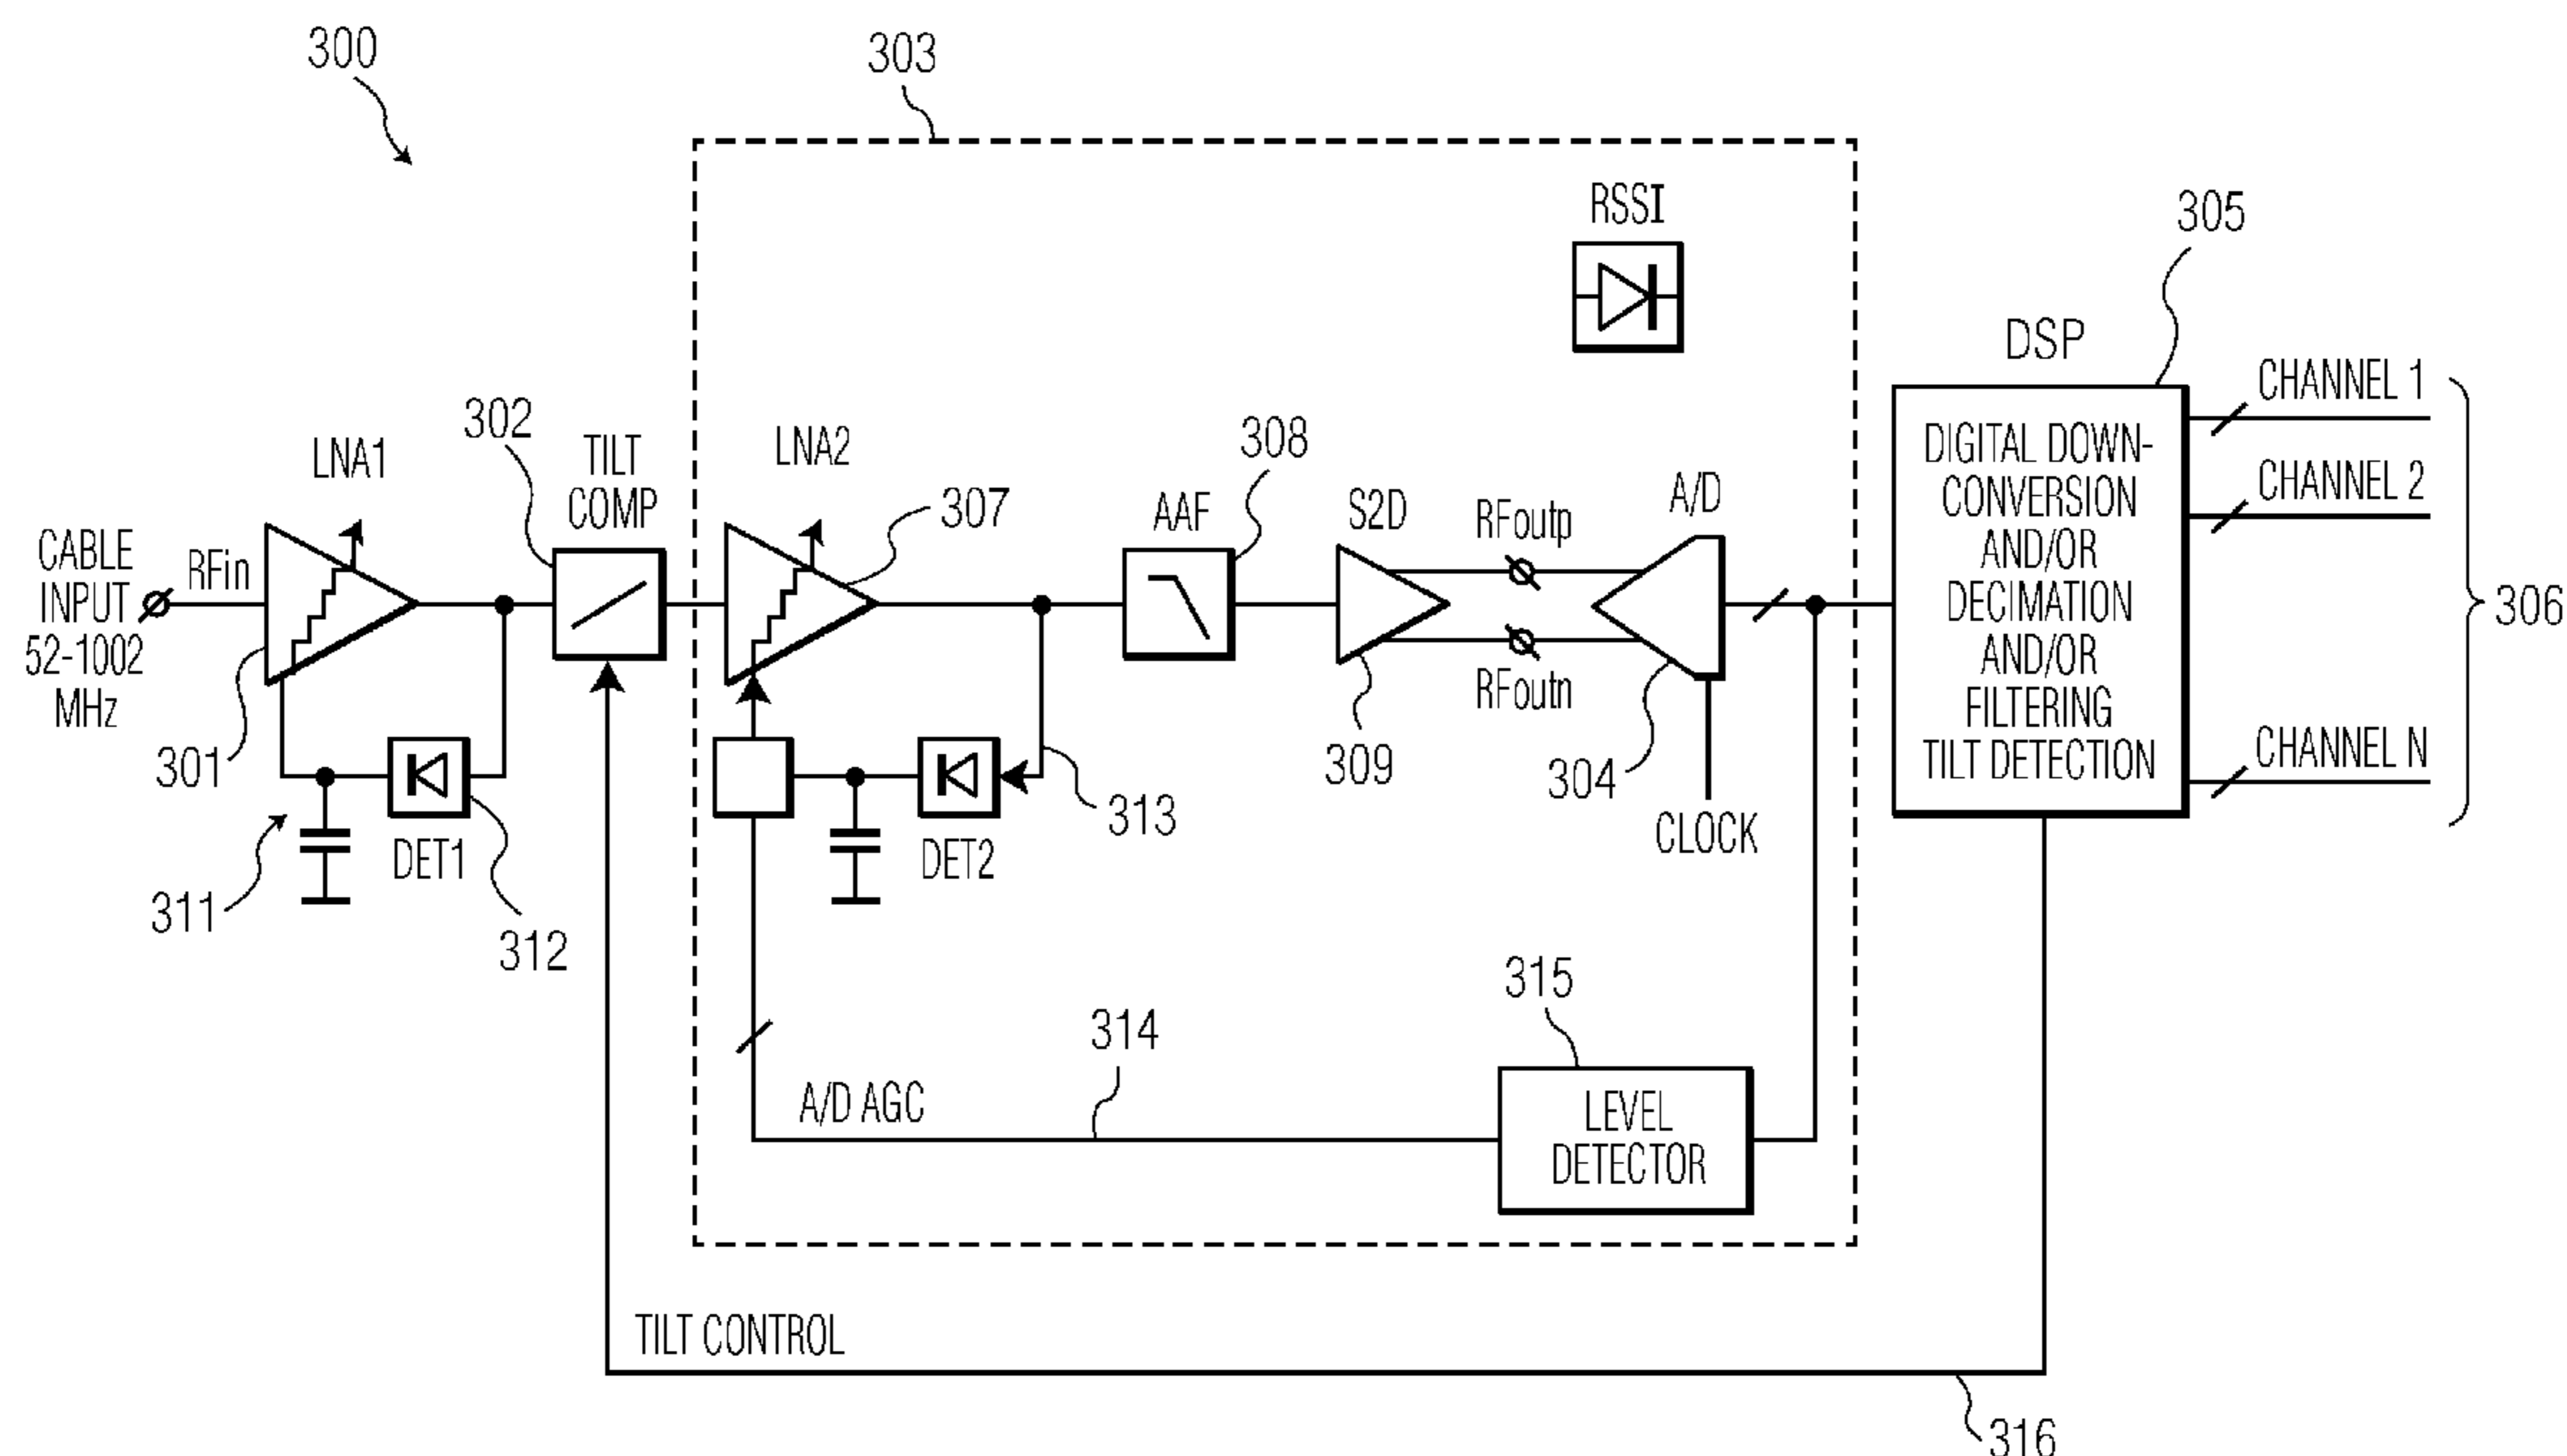 300
303
RSSI
305
DSP
CHANNEL 1
CHANNEL 2
CHANNEL N
306
DIGITAL DOWN-
CONVERSION
AND/OR
DECIMATION
AND/OR
FILTERING
TILT DETECTION
CABLE
INPUT
52-1002
MHz
RFin
LNA1
301
302
TILT
COMP
LNA2
307
AAF
308
S2D
309
RFoutp
RFoutn
A/D
304
CLOCK
311
DET1
312
DET2
313
A/D AGC
314
315
LEVEL
DETECTOR
TILT CONTROL
316